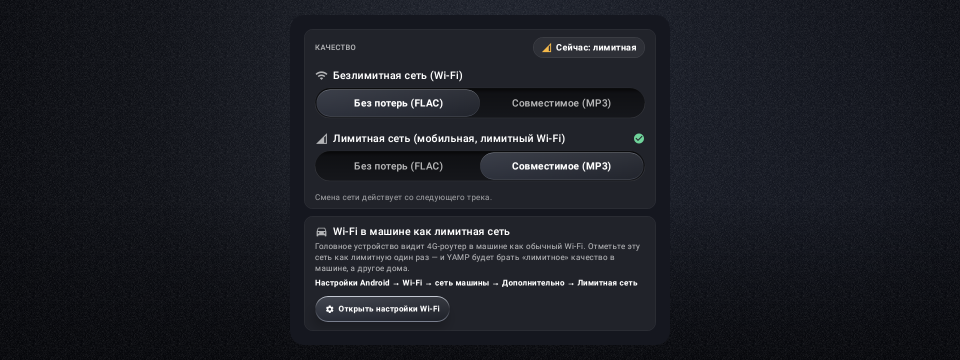 КАЧЕСТВО
Сейчас: лимитная
Безлимитная сеть (Wi-Fi)
Без потерь (FLAC)
Совместимое (MP3)
Лимитная сеть (мобильная, лимитный Wi-Fi)
Без потерь (FLAC)
Совместимое (MP3)
Смена сети действует со следующего трека.
Wi-Fi в машине как лимитная сеть
Головное устройство видит 4G-роутер в машине как обычный Wi-Fi. Отметьте эту
сеть как лимитную один раз — и YAMP будет брать «лимитное» качество в
машине, а другое дома.
Настройки Android → Wi-Fi → сеть машины → Дополнительно → Лимитная сеть
Открыть настройки Wi-Fi